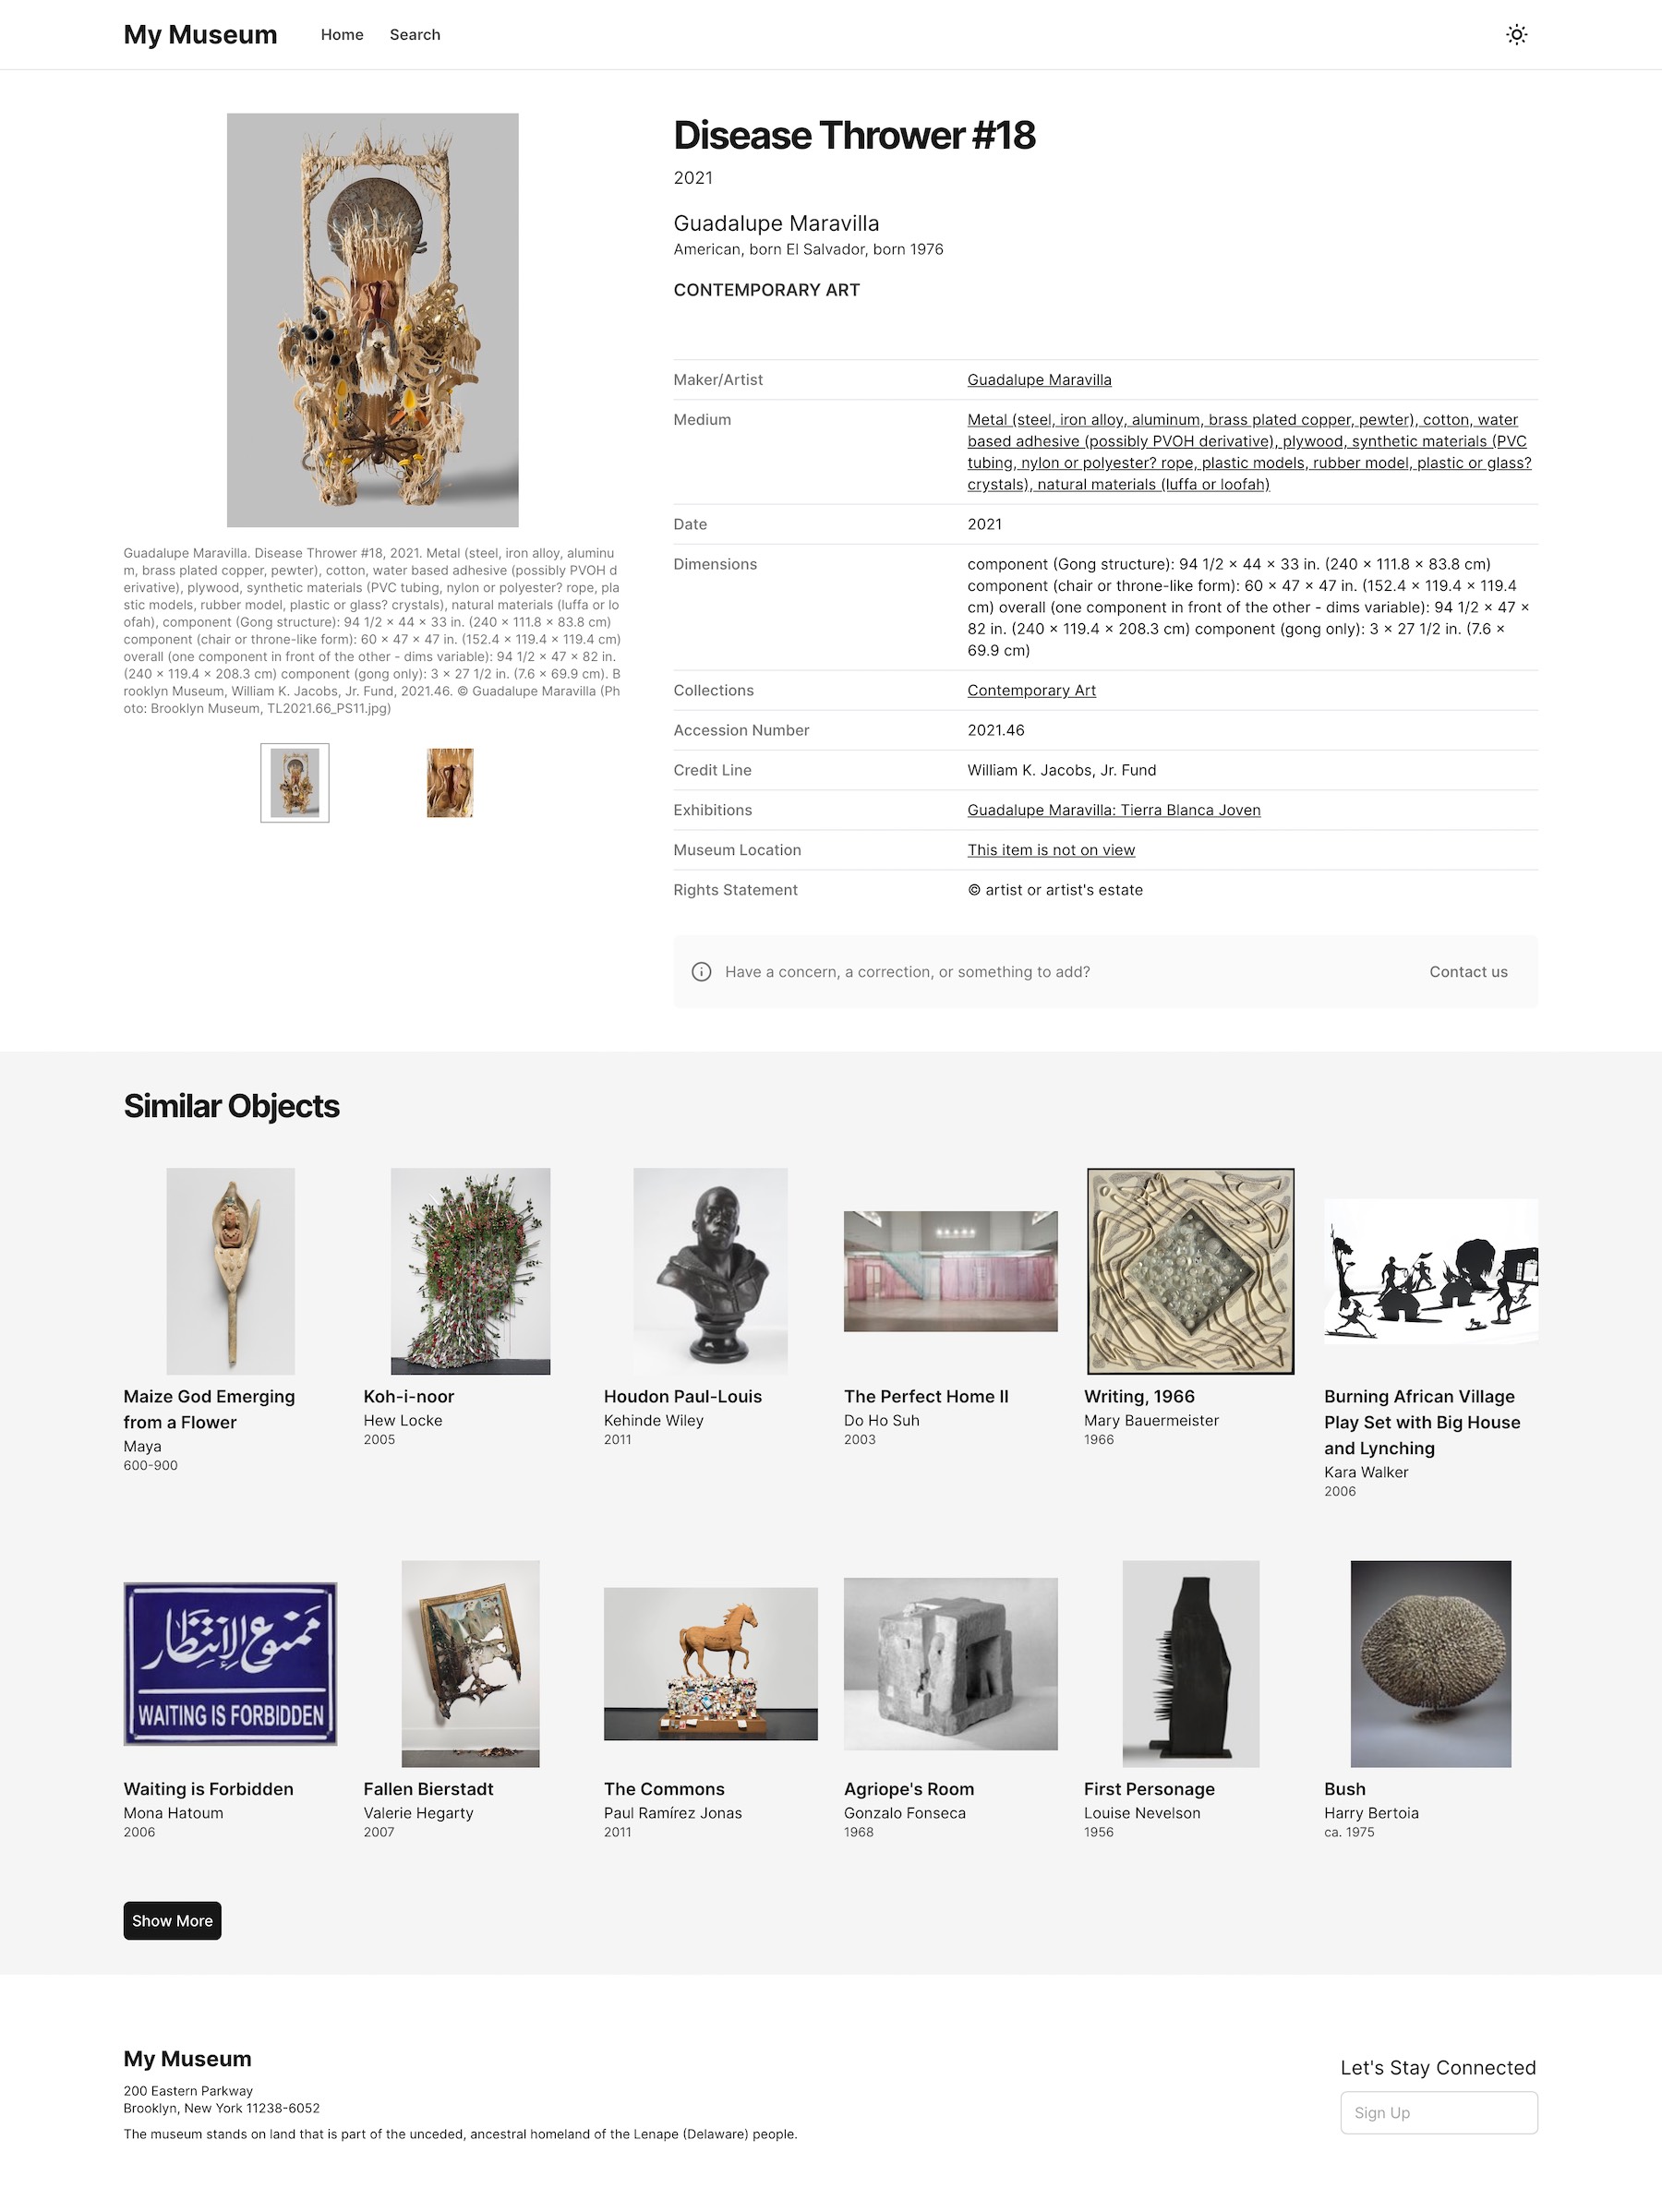 My Museum
Home
Search
Disease Thrower #18
2021
Guadalupe Maravilla
American, born El Salvador, born 1976
CONTEMPORARY ART
Maker/Artist
Guadalupe Maravilla
Medium
Metal (steel, iron alloy, aluminum, brass plated copper, pewter), cotton, water
based adhesive (possibly PVOH derivative), plywood, synthetic materials (PVC
tubing, nylon or polyester? rope, plastic models, rubber model, plastic or glass?
crystals), natural materials (luffa or loofah)
Date
2021
Dimensions
component (Gong structure): 94 1/2 × 44 × 33 in. (240 × 111.8 × 83.8 cm)
component (chair or throne-like form): 60 × 47 × 47 in. (152.4 × 119.4 × 119.4
cm) overall (one component in front of the other - dims variable): 94 1/2 × 47 ×
82 in. (240 × 119.4 × 208.3 cm) component (gong only): 3 × 27 1/2 in. (7.6 ×
69.9 cm)
Collections
Contemporary Art
Accession Number
2021.46
Credit Line
William K. Jacobs, Jr. Fund
Exhibitions
Guadalupe Maravilla: Tierra Blanca Joven
Museum Location
This item is not on view
Rights Statement
© artist or artist's estate
Have a concern, a correction, or something to add?
Contact us
Guadalupe Maravilla. Disease Thrower #18, 2021. Metal (steel, iron alloy, aluminu
m, brass plated copper, pewter), cotton, water based adhesive (possibly PVOH d
erivative), plywood, synthetic materials (PVC tubing, nylon or polyester? rope, pla
stic models, rubber model, plastic or glass? crystals), natural materials (luffa or lo
ofah), component (Gong structure): 94 1/2 × 44 × 33 in. (240 × 111.8 × 83.8 cm)
component (chair or throne-like form): 60 × 47 × 47 in. (152.4 × 119.4 × 119.4 cm)
overall (one component in front of the other - dims variable): 94 1/2 × 47 × 82 in.
(240 × 119.4 × 208.3 cm) component (gong only): 3 × 27 1/2 in. (7.6 × 69.9 cm). B
rooklyn Museum, William K. Jacobs, Jr. Fund, 2021.46. © Guadalupe Maravilla (Ph
oto: Brooklyn Museum, TL2021.66_PS11.jpg)
Similar Objects
Maize God Emerging
from a Flower
Maya
600-900
Koh-i-noor
Hew Locke
2005
Houdon Paul-Louis
Kehinde Wiley
2011
The Perfect Home II
Do Ho Suh
2003
Writing, 1966
Mary Bauermeister
1966
Burning African Village
Play Set with Big House
and Lynching
Kara Walker
2006
ممنوع الإنتظار
WAITING IS FORBIDDEN
Waiting is Forbidden
Mona Hatoum
2006
Fallen Bierstadt
Valerie Hegarty
2007
The Commons
Paul Ramírez Jonas
2011
Agriope's Room
Gonzalo Fonseca
1968
First Personage
Louise Nevelson
1956
Bush
Harry Bertoia
ca. 1975
Show More
My Museum
200 Eastern Parkway
Brooklyn, New York 11238-6052
The museum stands on land that is part of the unceded, ancestral homeland of the Lenape (Delaware) people.
Let's Stay Connected
Sign Up